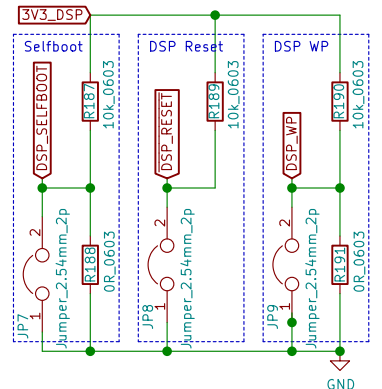 3V3_DSP
Selfboot
DSP Reset
DSP WP
DSP_SELFBOOT
R187
10k_0603
DSP_RESET
R189
10k_0603
DSP_WP
R190
10k_0603
2
1
JP7
Jumper_2.54mm_2p
R188
0R_0603
2
1
JP8
Jumper_2.54mm_2p
2
1
JP9
Jumper_2.54mm_2p
R191
0R_0603
GND